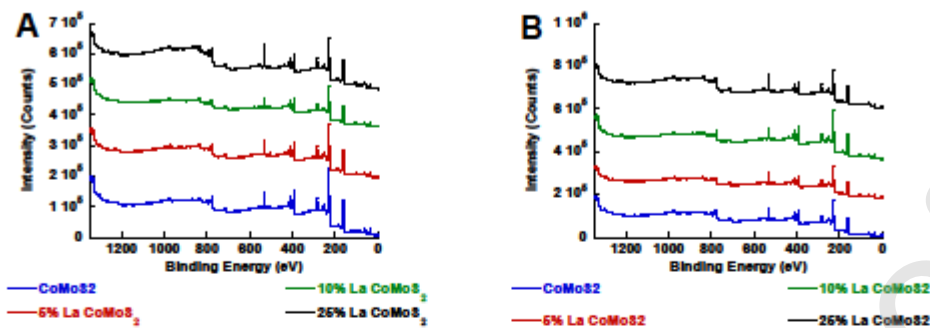 A
B
7 10⁶
6 10⁶
5 10⁶
4 10⁶
3 10⁶
2 10⁶
1 10⁶
0
Intensity (Counts)
1200 1000 800 600 400 200 0
Binding Energy (eV)
1 10⁶
8 10⁶
6 10⁶
4 10⁶
2 10⁶
0
Intensity (Counts)
1200 1000 800 600 400 200 0
Binding Energy (eV)
CoMoS2 10% La CoMoS₂
5% La CoMoS₂ 25% La CoMoS₂
CoMoS2 10% La CoMoS2
5% La CoMoS2 25% La CoMoS2